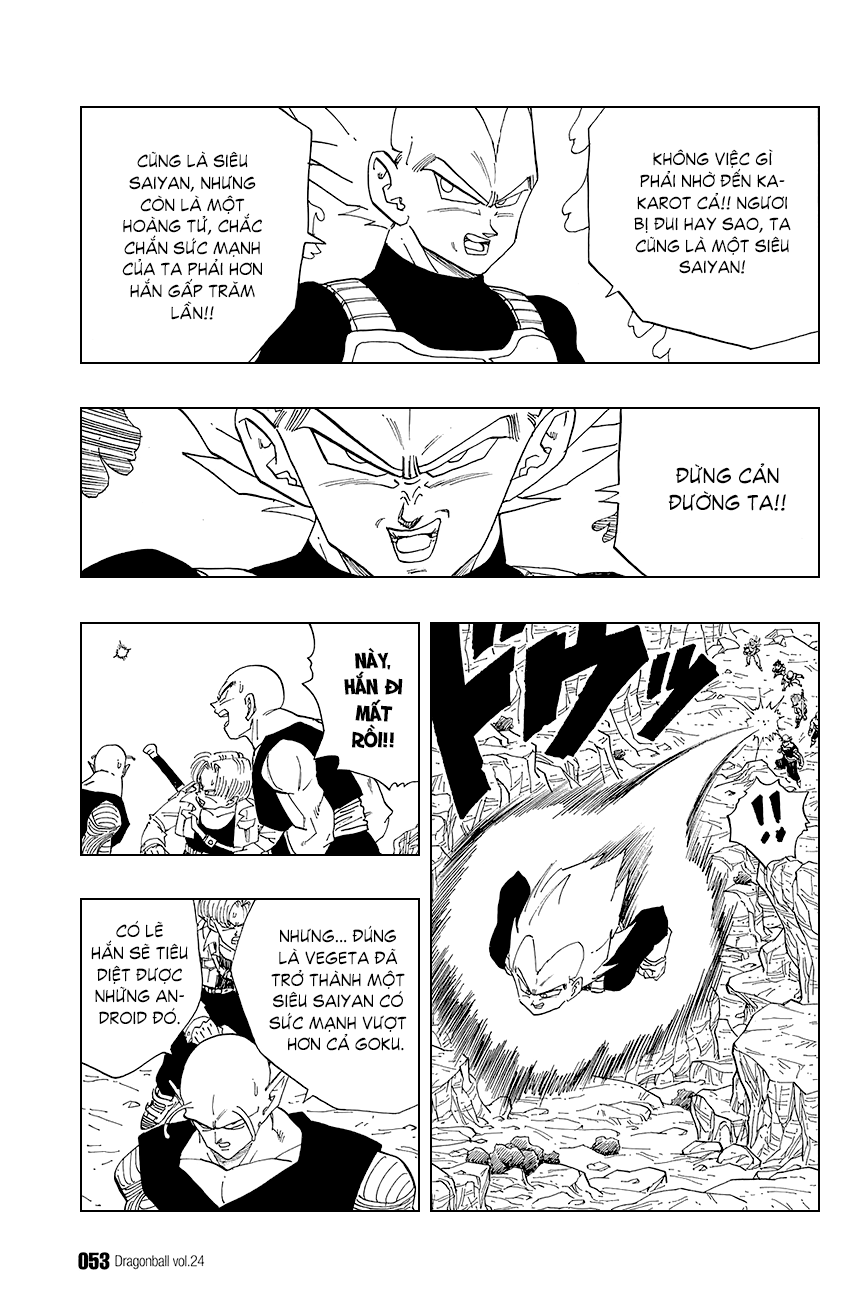 KHÔNG VIỆC GÌ
PHẢI NHỜ ĐẾN KA-
KAROT CẢ!! NGƯƠI
BỊ ĐUI HAY SAO, TA
CŨNG LÀ MỘT SIÊU
SAIYAN!
CŨNG LÀ SIÊU
SAIYAN, NHƯNG
CÒN LÀ MỘT
HOÀNG TỬ, CHẮC
CHẮN SỨC MẠNH
CỦA TA PHẢI HƠN
HẮN GẤP TRĂM
LẦN!!
ĐỪNG CẢN
ĐƯỜNG TA!!
ドウッ
!!
NÀY,
HẮN ĐI
MẤT
RỒI!!
NHƯNG... ĐÚNG
LÀ VEGETA ĐÃ
TRỞ THÀNH MỘT
SIÊU SAIYAN CÓ
SỨC MẠNH VƯỢT
HƠN CẢ GOKU.
CÓ LẼ
HẮN SẼ TIÊU
DIỆT ĐƯỢC
NHỮNG AN-
DROID ĐÓ.
053 Dragonball vol.24